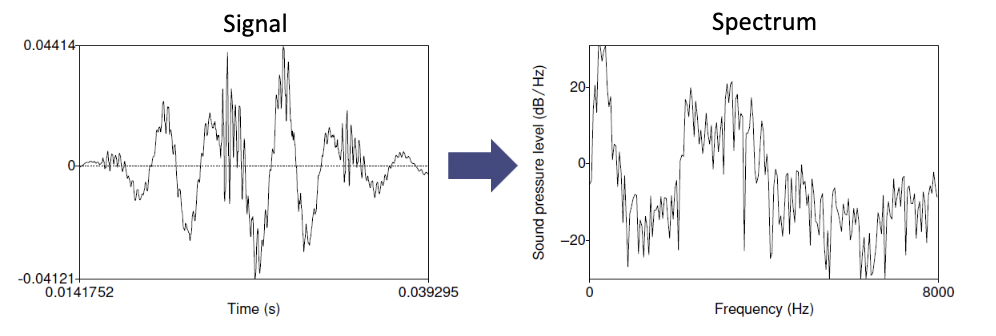 Signal
0.04414
0
-0.04121
0.0141752
0.039295
Time (s)
Spectrum
Sound pressure level (dB / Hz)
20
0
–20
0
8000
Frequency (Hz)